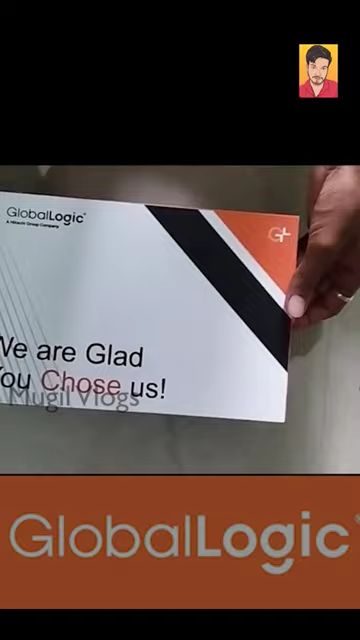 GlobalLogic®
A Hitachi Group Company
G+
We are Glad
You Chose us!
Mugil Vlogs
GlobalLogic